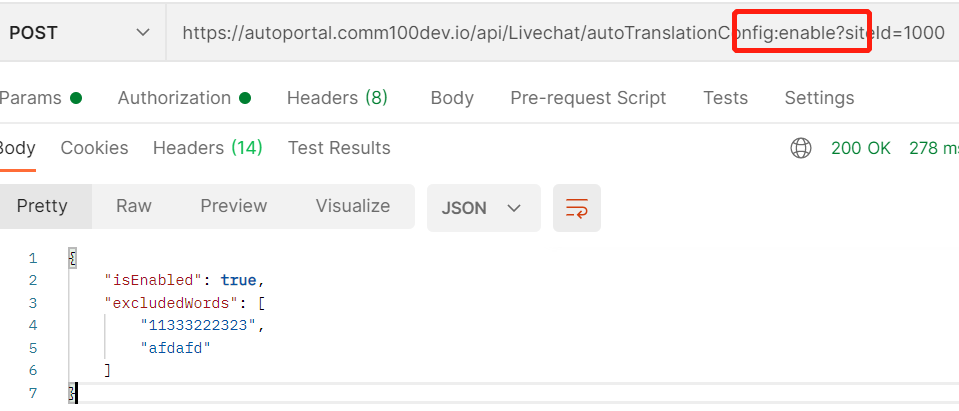 POST https://autoportal.comm100dev.io/api/Livechat/autoTranslationConfig:enable?siteId=1000
Params Authorization Headers (8) Body Pre-request Script Tests Settings
Body Cookies Headers (14) Test Results 200 OK 278 ms
Pretty Raw Preview Visualize JSON
1 {
2 "isEnabled": true,
3 "excludedWords": [
4 "11333222323",
5 "afdafd"
6 ]
7 }